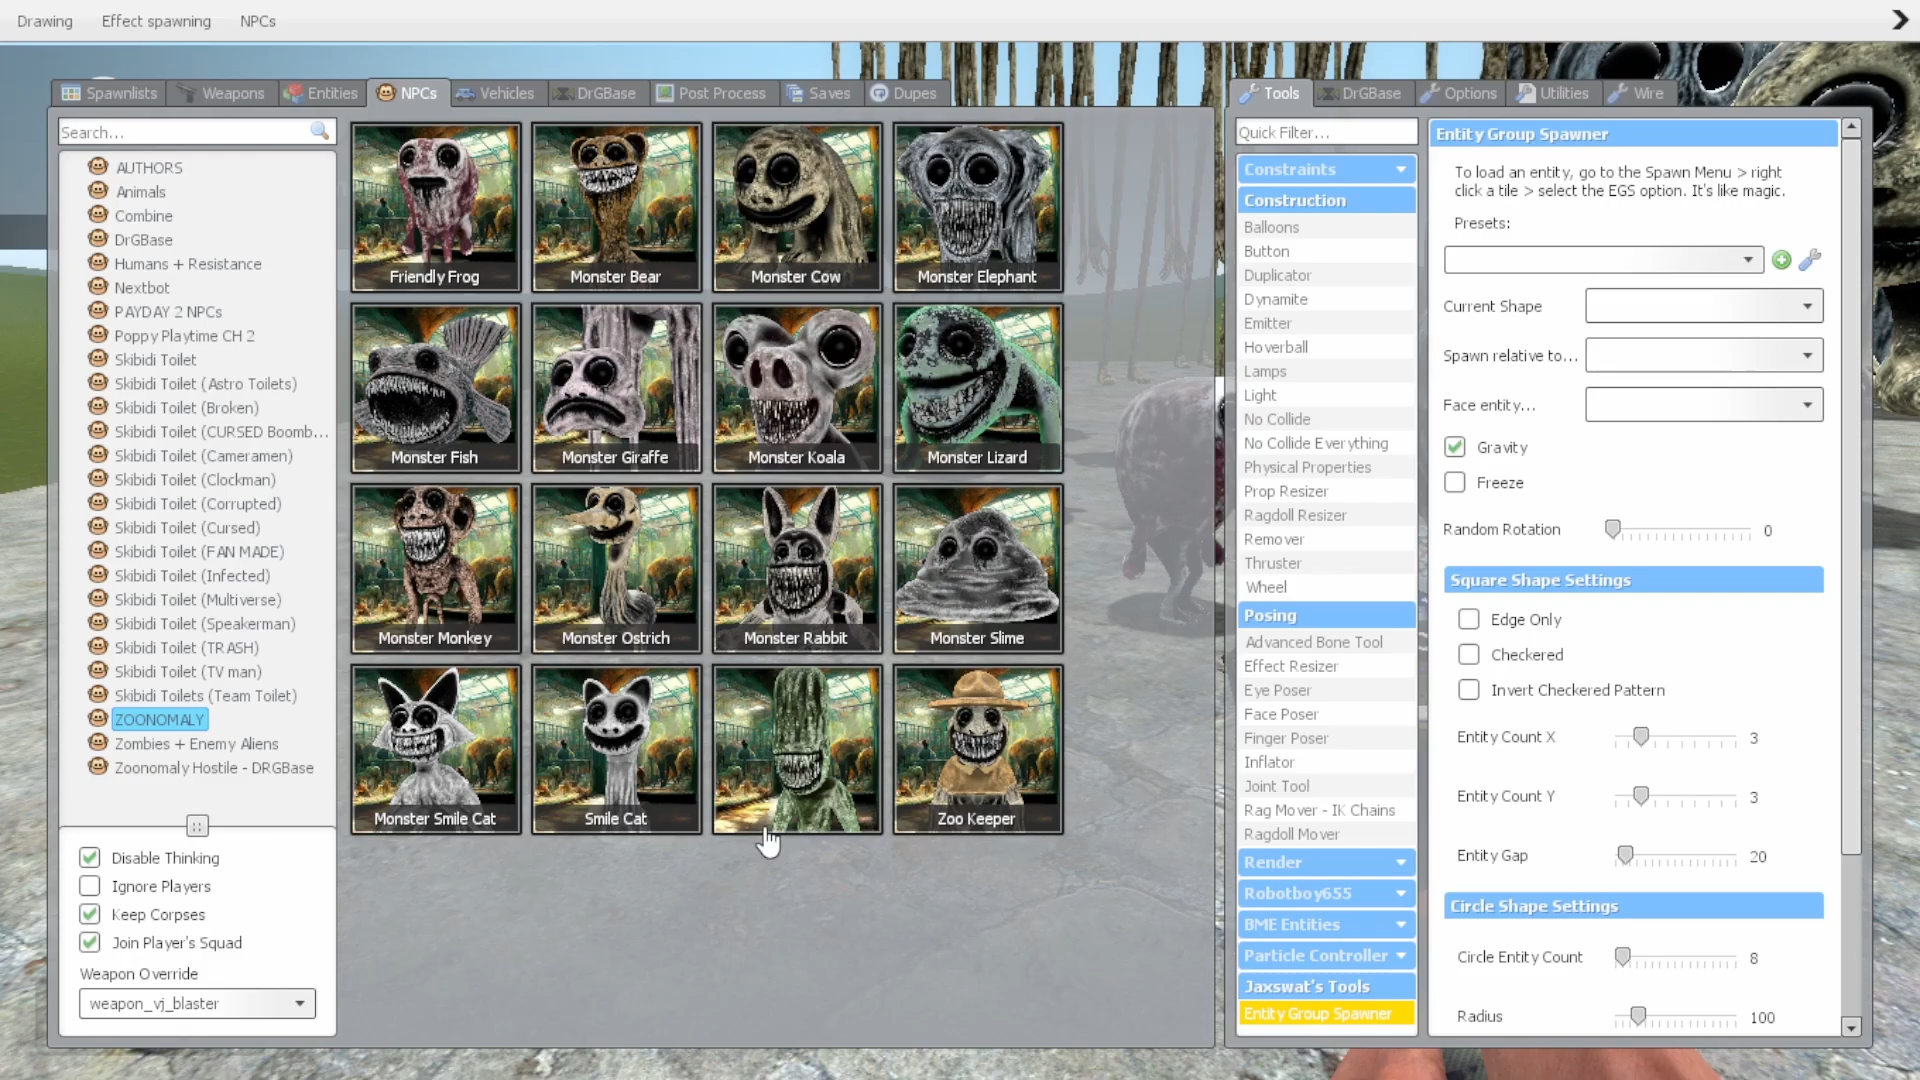 Drawing Effect spawning NPCs
Spawnlists Weapons Entities NPCs Vehicles DrGBase Post Process Saves Dupes
Search...
AUTHORS
Animals
Combine
DrGBase
Humans + Resistance
Nextbot
PAYDAY 2 NPCs
Poppy Playtime CH 2
Skibidi Toilet
Skibidi Toilet (Astro Toilets)
Skibidi Toilet (Broken)
Skibidi Toilet (CURSED Boomb...
Skibidi Toilet (Cameramen)
Skibidi Toilet (Clockman)
Skibidi Toilet (Corrupted)
Skibidi Toilet (Cursed)
Skibidi Toilet (FAN MADE)
Skibidi Toilet (Infected)
Skibidi Toilet (Multiverse)
Skibidi Toilet (Speakerman)
Skibidi Toilet (TRASH)
Skibidi Toilet (TV man)
Skibidi Toilets (Team Toilet)
ZOONOMALY
Zombies + Enemy Aliens
Zoonomaly Hostile - DRGBase
Disable Thinking
Ignore Players
Keep Corpses
Join Player's Squad
Weapon Override
weapon_vj_blaster
Friendly Frog Monster Bear Monster Cow Monster Elephant
Monster Fish Monster Giraffe Monster Koala Monster Lizard
Monster Monkey Monster Ostrich Monster Rabbit Monster Slime
Monster Smile Cat Smile Cat Zoo Keeper
Tools DrGBase Options Utilities Wire
Quick Filter...
Constraints
Construction
Balloons
Button
Duplicator
Dynamite
Emitter
Hoverball
Lamps
Light
No Collide
No Collide Everything
Physical Properties
Prop Resizer
Ragdoll Resizer
Remover
Thruster
Wheel
Posing
Advanced Bone Tool
Effect Resizer
Eye Poser
Face Poser
Finger Poser
Inflator
Joint Tool
Rag Mover - IK Chains
Ragdoll Mover
Render
Robotboy655
BME Entities
Particle Controller
Jaxswat's Tools
Entity Group Spawner
Entity Group Spawner
To load an entity, go to the Spawn Menu > right
click a tile > select the EGS option. It's like magic.
Presets:
Current Shape
Spawn relative to...
Face entity...
Gravity
Freeze
Random Rotation 0
Square Shape Settings
Edge Only
Checkered
Invert Checkered Pattern
Entity Count X 3
Entity Count Y 3
Entity Gap 20
Circle Shape Settings
Circle Entity Count 8
Radius 100